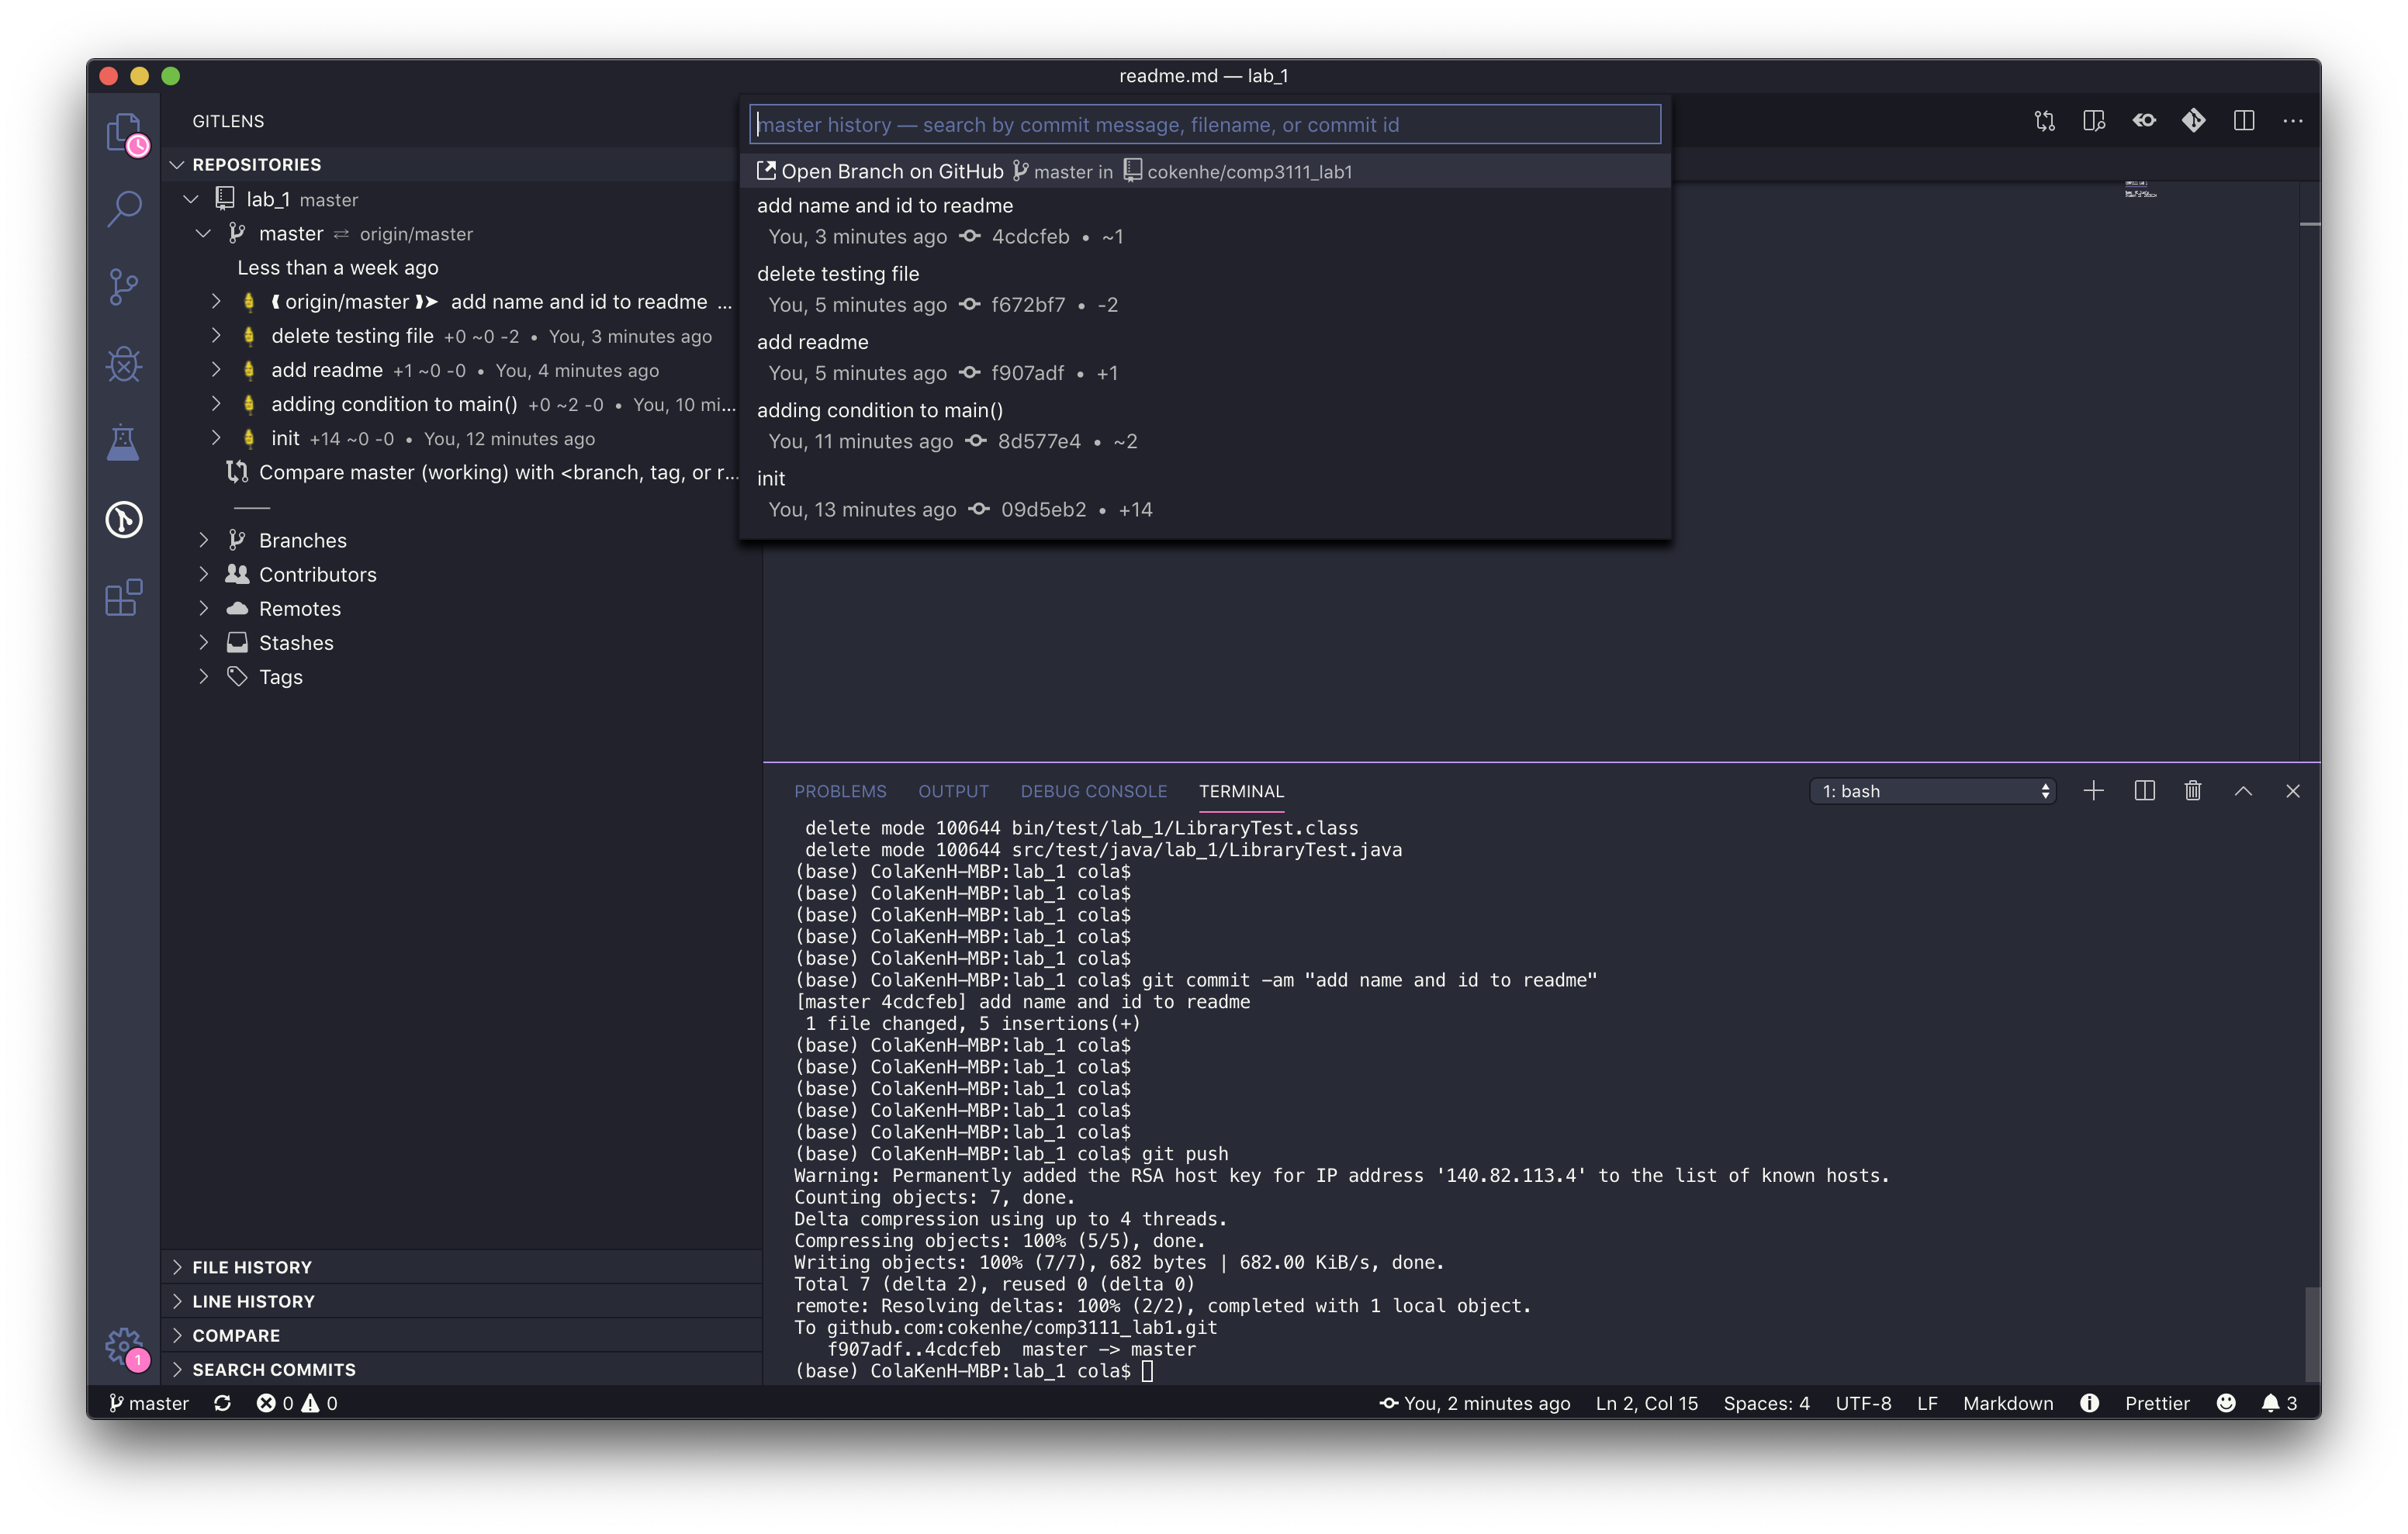 readme.md — lab_1
GITLENS
REPOSITORIES
lab_1 master
master ⇄ origin/master
Less than a week ago
❪ origin/master ❫➤ add name and id to readme ...
delete testing file +0 ~0 -2 • You, 3 minutes ago
add readme +1 ~0 -0 • You, 4 minutes ago
adding condition to main() +0 ~2 -0 • You, 10 mi...
init +14 ~0 -0 • You, 12 minutes ago
Compare master (working) with <branch, tag, or r...
Branches
Contributors
Remotes
Stashes
Tags
FILE HISTORY
LINE HISTORY
COMPARE
SEARCH COMMITS
master history — search by commit message, filename, or commit id
Open Branch on GitHub master in cokenhe/comp3111_lab1
add name and id to readme
You, 3 minutes ago 4cdcfeb • ~1
delete testing file
You, 5 minutes ago f672bf7 • -2
add readme
You, 5 minutes ago f907adf • +1
adding condition to main()
You, 11 minutes ago 8d577e4 • ~2
init
You, 13 minutes ago 09d5eb2 • +14
PROBLEMS OUTPUT DEBUG CONSOLE TERMINAL 1: bash
delete mode 100644 bin/test/lab_1/LibraryTest.class
delete mode 100644 src/test/java/lab_1/LibraryTest.java
(base) ColaKenH-MBP:lab_1 cola$
(base) ColaKenH-MBP:lab_1 cola$
(base) ColaKenH-MBP:lab_1 cola$
(base) ColaKenH-MBP:lab_1 cola$
(base) ColaKenH-MBP:lab_1 cola$
(base) ColaKenH-MBP:lab_1 cola$ git commit -am "add name and id to readme"
[master 4cdcfeb] add name and id to readme
1 file changed, 5 insertions(+)
(base) ColaKenH-MBP:lab_1 cola$
(base) ColaKenH-MBP:lab_1 cola$
(base) ColaKenH-MBP:lab_1 cola$
(base) ColaKenH-MBP:lab_1 cola$
(base) ColaKenH-MBP:lab_1 cola$
(base) ColaKenH-MBP:lab_1 cola$ git push
Warning: Permanently added the RSA host key for IP address '140.82.113.4' to the list of known hosts.
Counting objects: 7, done.
Delta compression using up to 4 threads.
Compressing objects: 100% (5/5), done.
Writing objects: 100% (7/7), 682 bytes | 682.00 KiB/s, done.
Total 7 (delta 2), reused 0 (delta 0)
remote: Resolving deltas: 100% (2/2), completed with 1 local object.
To github.com:cokenhe/comp3111_lab1.git
f907adf..4cdcfeb master -> master
(base) ColaKenH-MBP:lab_1 cola$
1
master 0 0 You, 2 minutes ago Ln 2, Col 15 Spaces: 4 UTF-8 LF Markdown Prettier 3